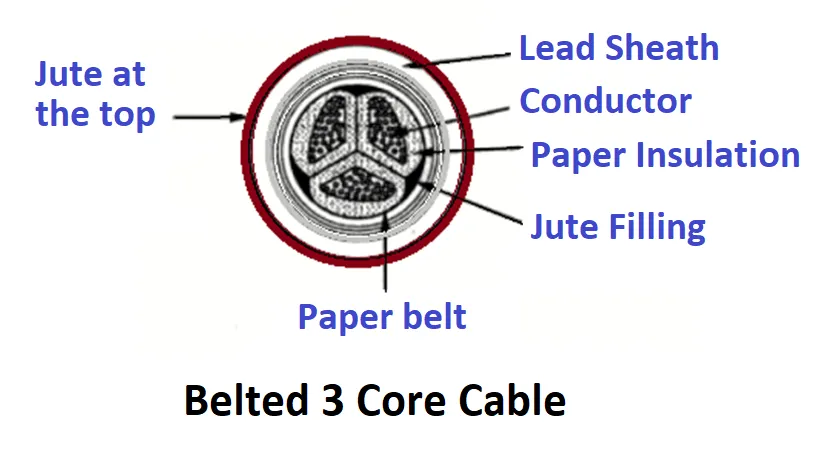 Lead Sheath
Jute at
the top
Conductor
Paper Insulation
Jute Filling
Paper belt
Belted 3 Core Cable